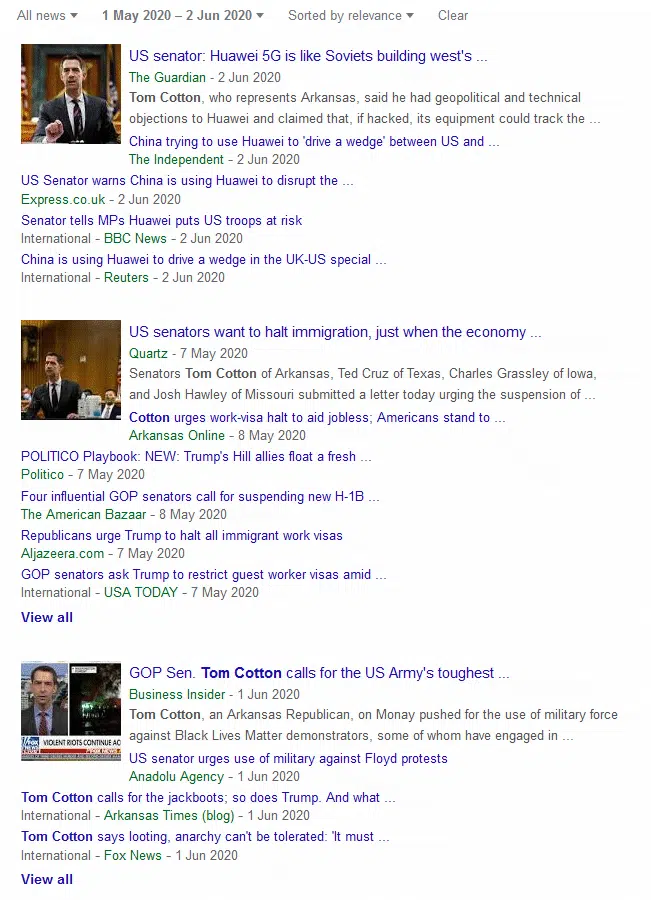 All news ▾ 1 May 2020 – 2 Jun 2020 ▾ Sorted by relevance ▾ Clear
US senator: Huawei 5G is like Soviets building west's ...
The Guardian - 2 Jun 2020
Tom Cotton, who represents Arkansas, said he had geopolitical and technical
objections to Huawei and claimed that, if hacked, its equipment could track the ...
China trying to use Huawei to 'drive a wedge' between US and ...
The Independent - 2 Jun 2020
US Senator warns China is using Huawei to disrupt the ...
Express.co.uk - 2 Jun 2020
Senator tells MPs Huawei puts US troops at risk
International - BBC News - 2 Jun 2020
China is using Huawei to drive a wedge in the UK-US special ...
International - Reuters - 2 Jun 2020
US senators want to halt immigration, just when the economy ...
Quartz - 7 May 2020
Senators Tom Cotton of Arkansas, Ted Cruz of Texas, Charles Grassley of Iowa,
and Josh Hawley of Missouri submitted a letter today urging the suspension of ...
Cotton urges work-visa halt to aid jobless; Americans stand to ...
Arkansas Online - 8 May 2020
POLITICO Playbook: NEW: Trump's Hill allies float a fresh ...
Politico - 7 May 2020
Four influential GOP senators call for suspending new H-1B ...
The American Bazaar - 8 May 2020
Republicans urge Trump to halt all immigrant work visas
Aljazeera.com - 7 May 2020
GOP senators ask Trump to restrict guest worker visas amid ...
International - USA TODAY - 7 May 2020
View all
GOP Sen. Tom Cotton calls for the US Army's toughest ...
Business Insider - 1 Jun 2020
Tom Cotton, an Arkansas Republican, on Monay pushed for the use of military force
against Black Lives Matter demonstrators, some of whom have engaged in ...
VIOLENT RIOTS CONTINUE AC
US senator urges use of military against Floyd protests
Anadolu Agency - 1 Jun 2020
Tom Cotton calls for the jackboots; so does Trump. And what ...
International - Arkansas Times (blog) - 1 Jun 2020
Tom Cotton says looting, anarchy can't be tolerated: 'It must ...
International - Fox News - 1 Jun 2020
View all